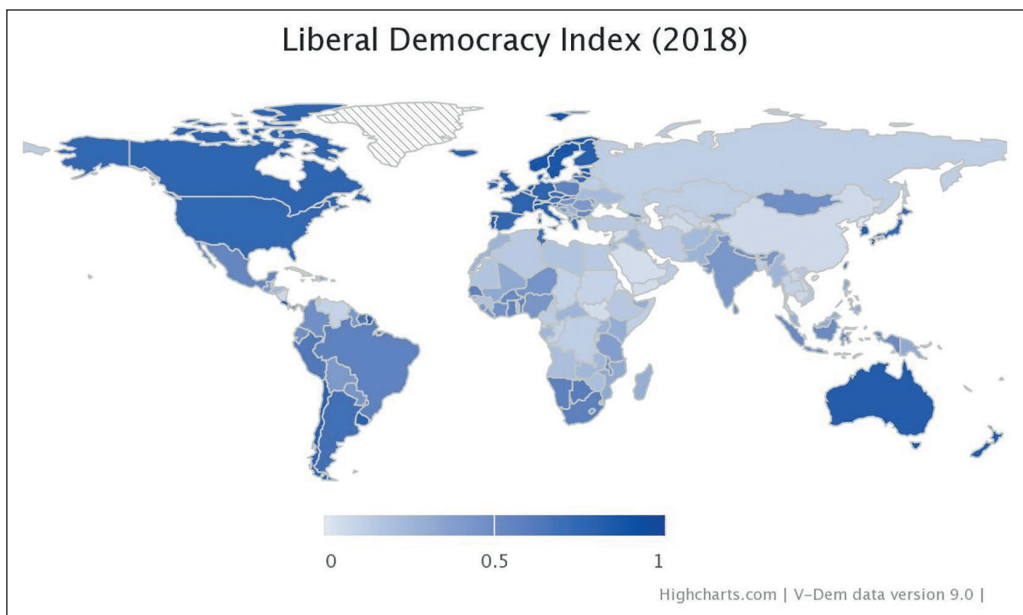 Liberal Democracy Index (2018)
0 0.5 1
Highcharts.com | V-Dem data version 9.0 |